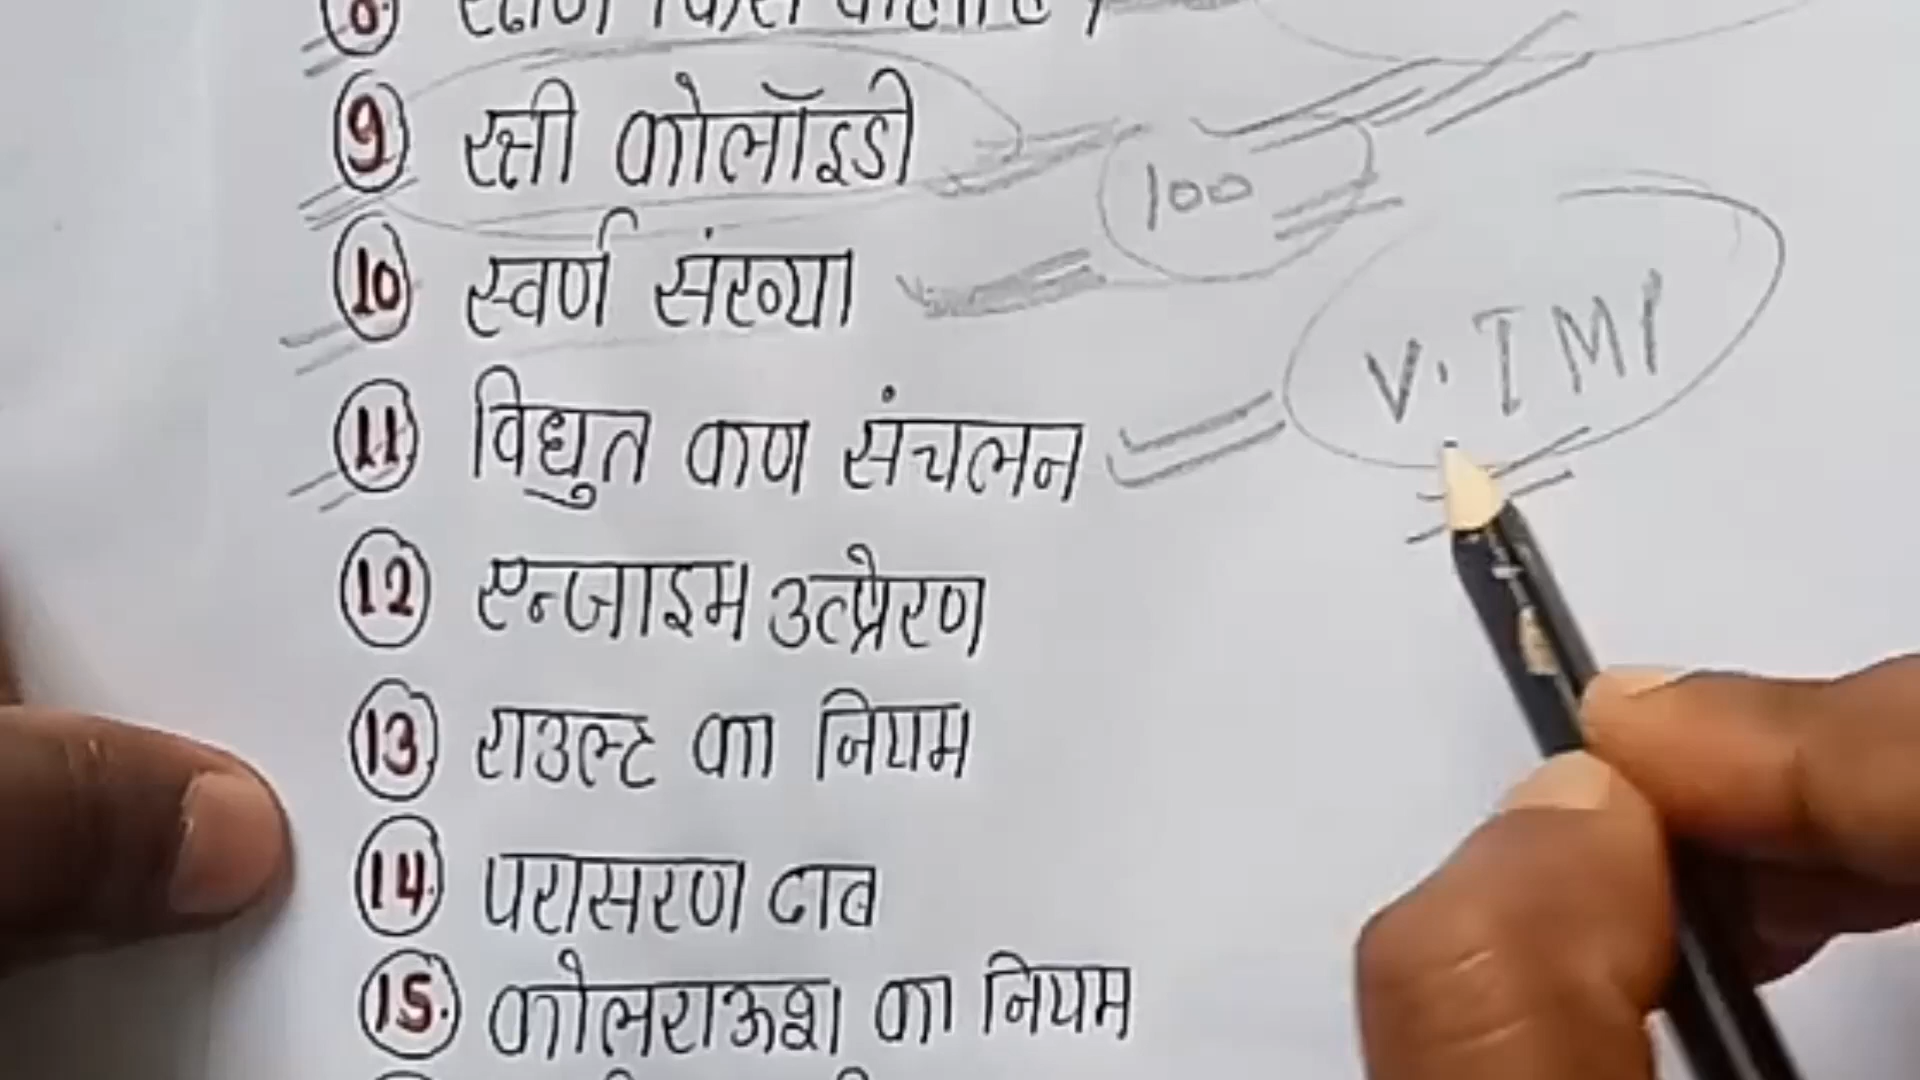 8.
9 रक्षी कोलॉइडी
100
10 स्वर्ण संख्या
V. IMP
11. विधुत कण संचलन
12 एन्जाइम उत्प्रेरण
13 राउल्ट का नियम
14. परासरण दाब
15. कोलराऊश का नियम